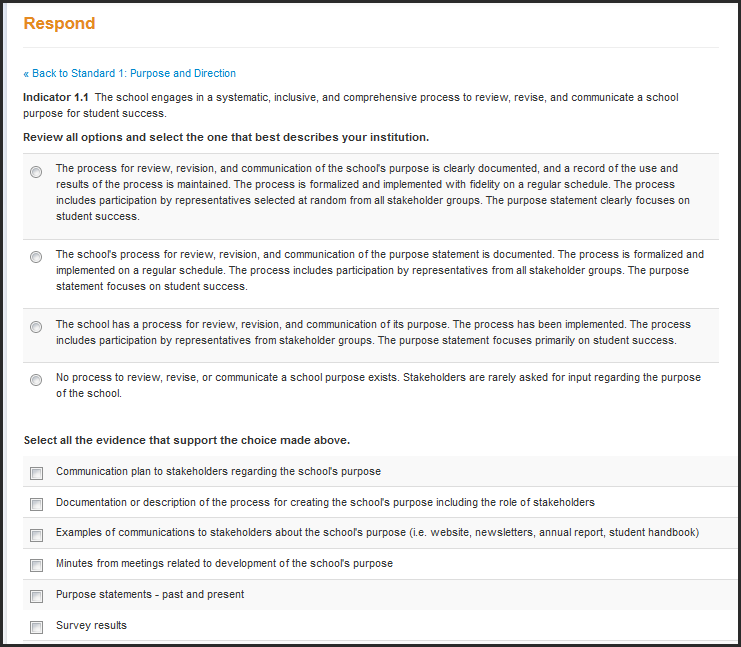 Respond
« Back to Standard 1: Purpose and Direction
Indicator 1.1 The school engages in a systematic, inclusive, and comprehensive process to review, revise, and communicate a school
purpose for student success.
Review all options and select the one that best describes your institution.
The process for review, revision, and communication of the school's purpose is clearly documented, and a record of the use and
results of the process is maintained. The process is formalized and implemented with fidelity on a regular schedule. The process
includes participation by representatives selected at random from all stakeholder groups. The purpose statement clearly focuses on
student success.
The school's process for review, revision, and communication of the purpose statement is documented. The process is formalized and
implemented on a regular schedule. The process includes participation by representatives from all stakeholder groups. The purpose
statement focuses on student success.
The school has a process for review, revision, and communication of its purpose. The process has been implemented. The process
includes participation by representatives from stakeholder groups. The purpose statement focuses primarily on student success.
No process to review, revise, or communicate a school purpose exists. Stakeholders are rarely asked for input regarding the purpose
of the school.
Select all the evidence that support the choice made above.
Communication plan to stakeholders regarding the school's purpose
Documentation or description of the process for creating the school's purpose including the role of stakeholders
Examples of communications to stakeholders about the school's purpose (i.e. website, newsletters, annual report, student handbook)
Minutes from meetings related to development of the school's purpose
Purpose statements - past and present
Survey results